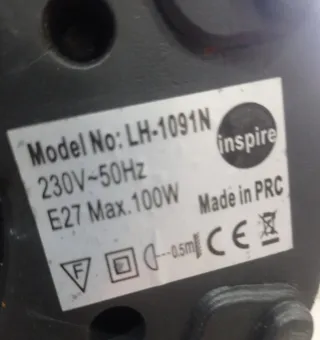 Model No: LH-1091N
inspire
230V~50Hz
E27 Max.100W
Made in PRC
F
0.5m
CE